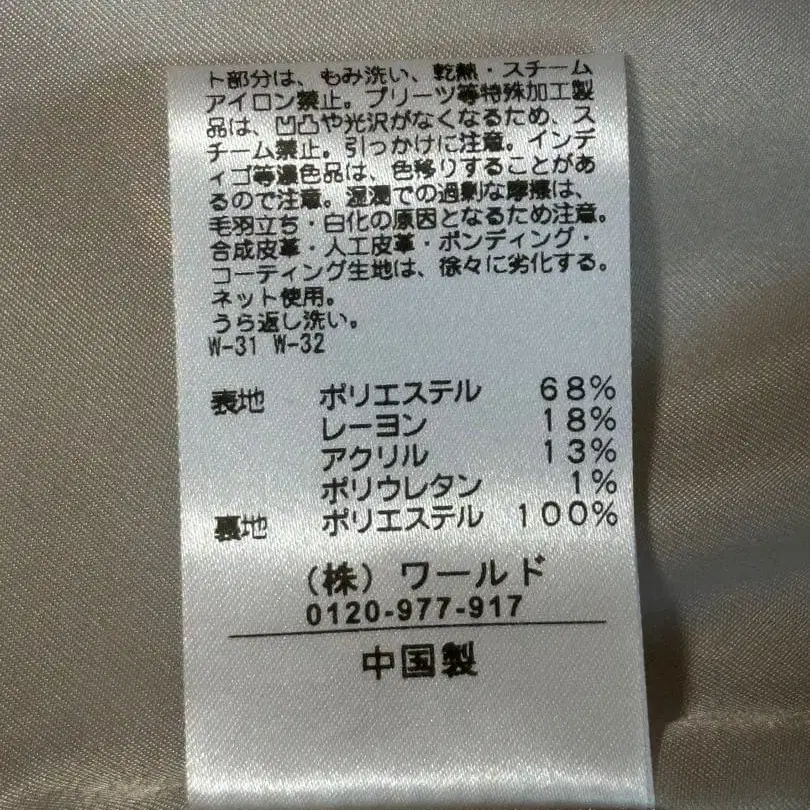 ト部分は、もみ洗い、乾熱・スチーム
アイロン禁止。プリーツ等特殊加工製
品は、凹凸や光沢がなくなるため、ス
チーム禁止。引っかけに注意。インデ
ィゴ等濃色品は、色移りすることがあ
るので注意。湿潤での過剰な摩擦は、
毛羽立ち・白化の原因となるため注意。
合成皮革・人工皮革・ボンディング・
コーティング生地は、徐々に劣化する。
ネット使用。
うら返し洗い。
W-31 W-32
表地 ポリエステル 68%
レーヨン 18%
アクリル 13%
ポリウレタン 1%
裏地 ポリエステル 100%
（株）ワールド
0120-977-917
中国製